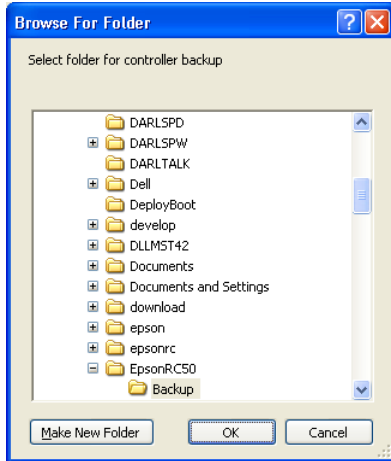 Browse For Folder
Select folder for controller backup
DARLSPD
DARLSPW
DARLTALK
Dell
DeployBoot
develop
DLLMST42
Documents
Documents and Settings
download
epson
epsonrc
EpsonRC50
Backup
Make New Folder OK Cancel